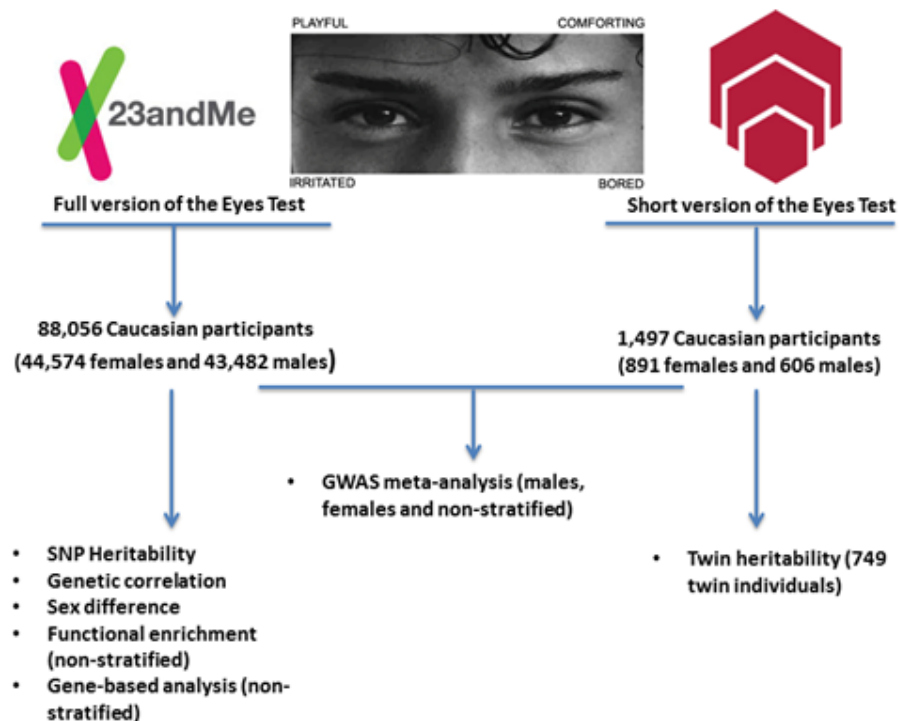 PLAYFUL
COMFORTING
23andMe
IRRITATED
BORED
Full version of the Eyes Test
Short version of the Eyes Test
88,056 Caucasian participants
(44,574 females and 43,482 males)
1,497 Caucasian participants
(891 females and 606 males)
• GWAS meta-analysis (males,
females and non-stratified)
• SNP Heritability
• Genetic correlation
• Sex difference
• Functional enrichment
(non-stratified)
• Gene-based analysis (non-
stratified)
• Twin heritability (749
twin individuals)